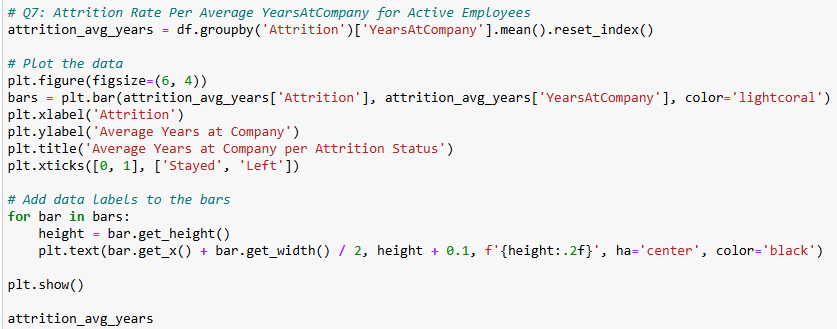 # Q7: Attrition Rate Per Average YearsAtCompany for Active Employees
attrition_avg_years = df.groupby('Attrition')['YearsAtCompany'].mean().reset_index()

# Plot the data
plt.figure(figsize=(6, 4))
bars = plt.bar(attrition_avg_years['Attrition'], attrition_avg_years['YearsAtCompany'], color='lightcoral')
plt.xlabel('Attrition')
plt.ylabel('Average Years at Company')
plt.title('Average Years at Company per Attrition Status')
plt.xticks([0, 1], ['Stayed', 'Left'])

# Add data labels to the bars
for bar in bars:
    height = bar.get_height()
    plt.text(bar.get_x() + bar.get_width() / 2, height + 0.1, f'{height:.2f}', ha='center', color='black')

plt.show()

attrition_avg_years